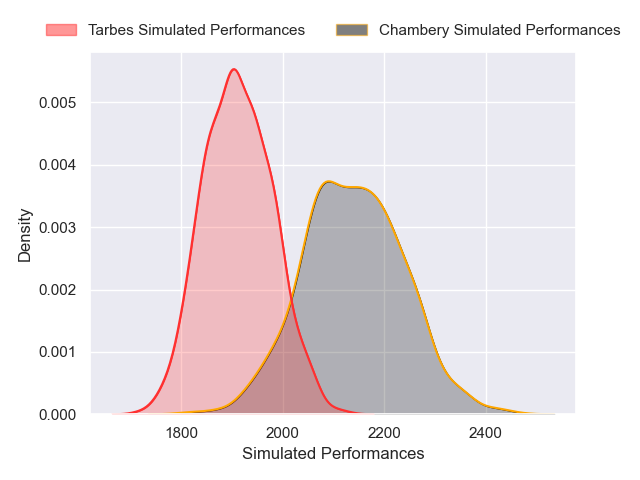 Tarbes Simulated Performances
Chambery Simulated Performances
Density
0.005
0.004
0.003
0.002
0.001
0.000
1800
2000
2200
2400
Simulated Performances